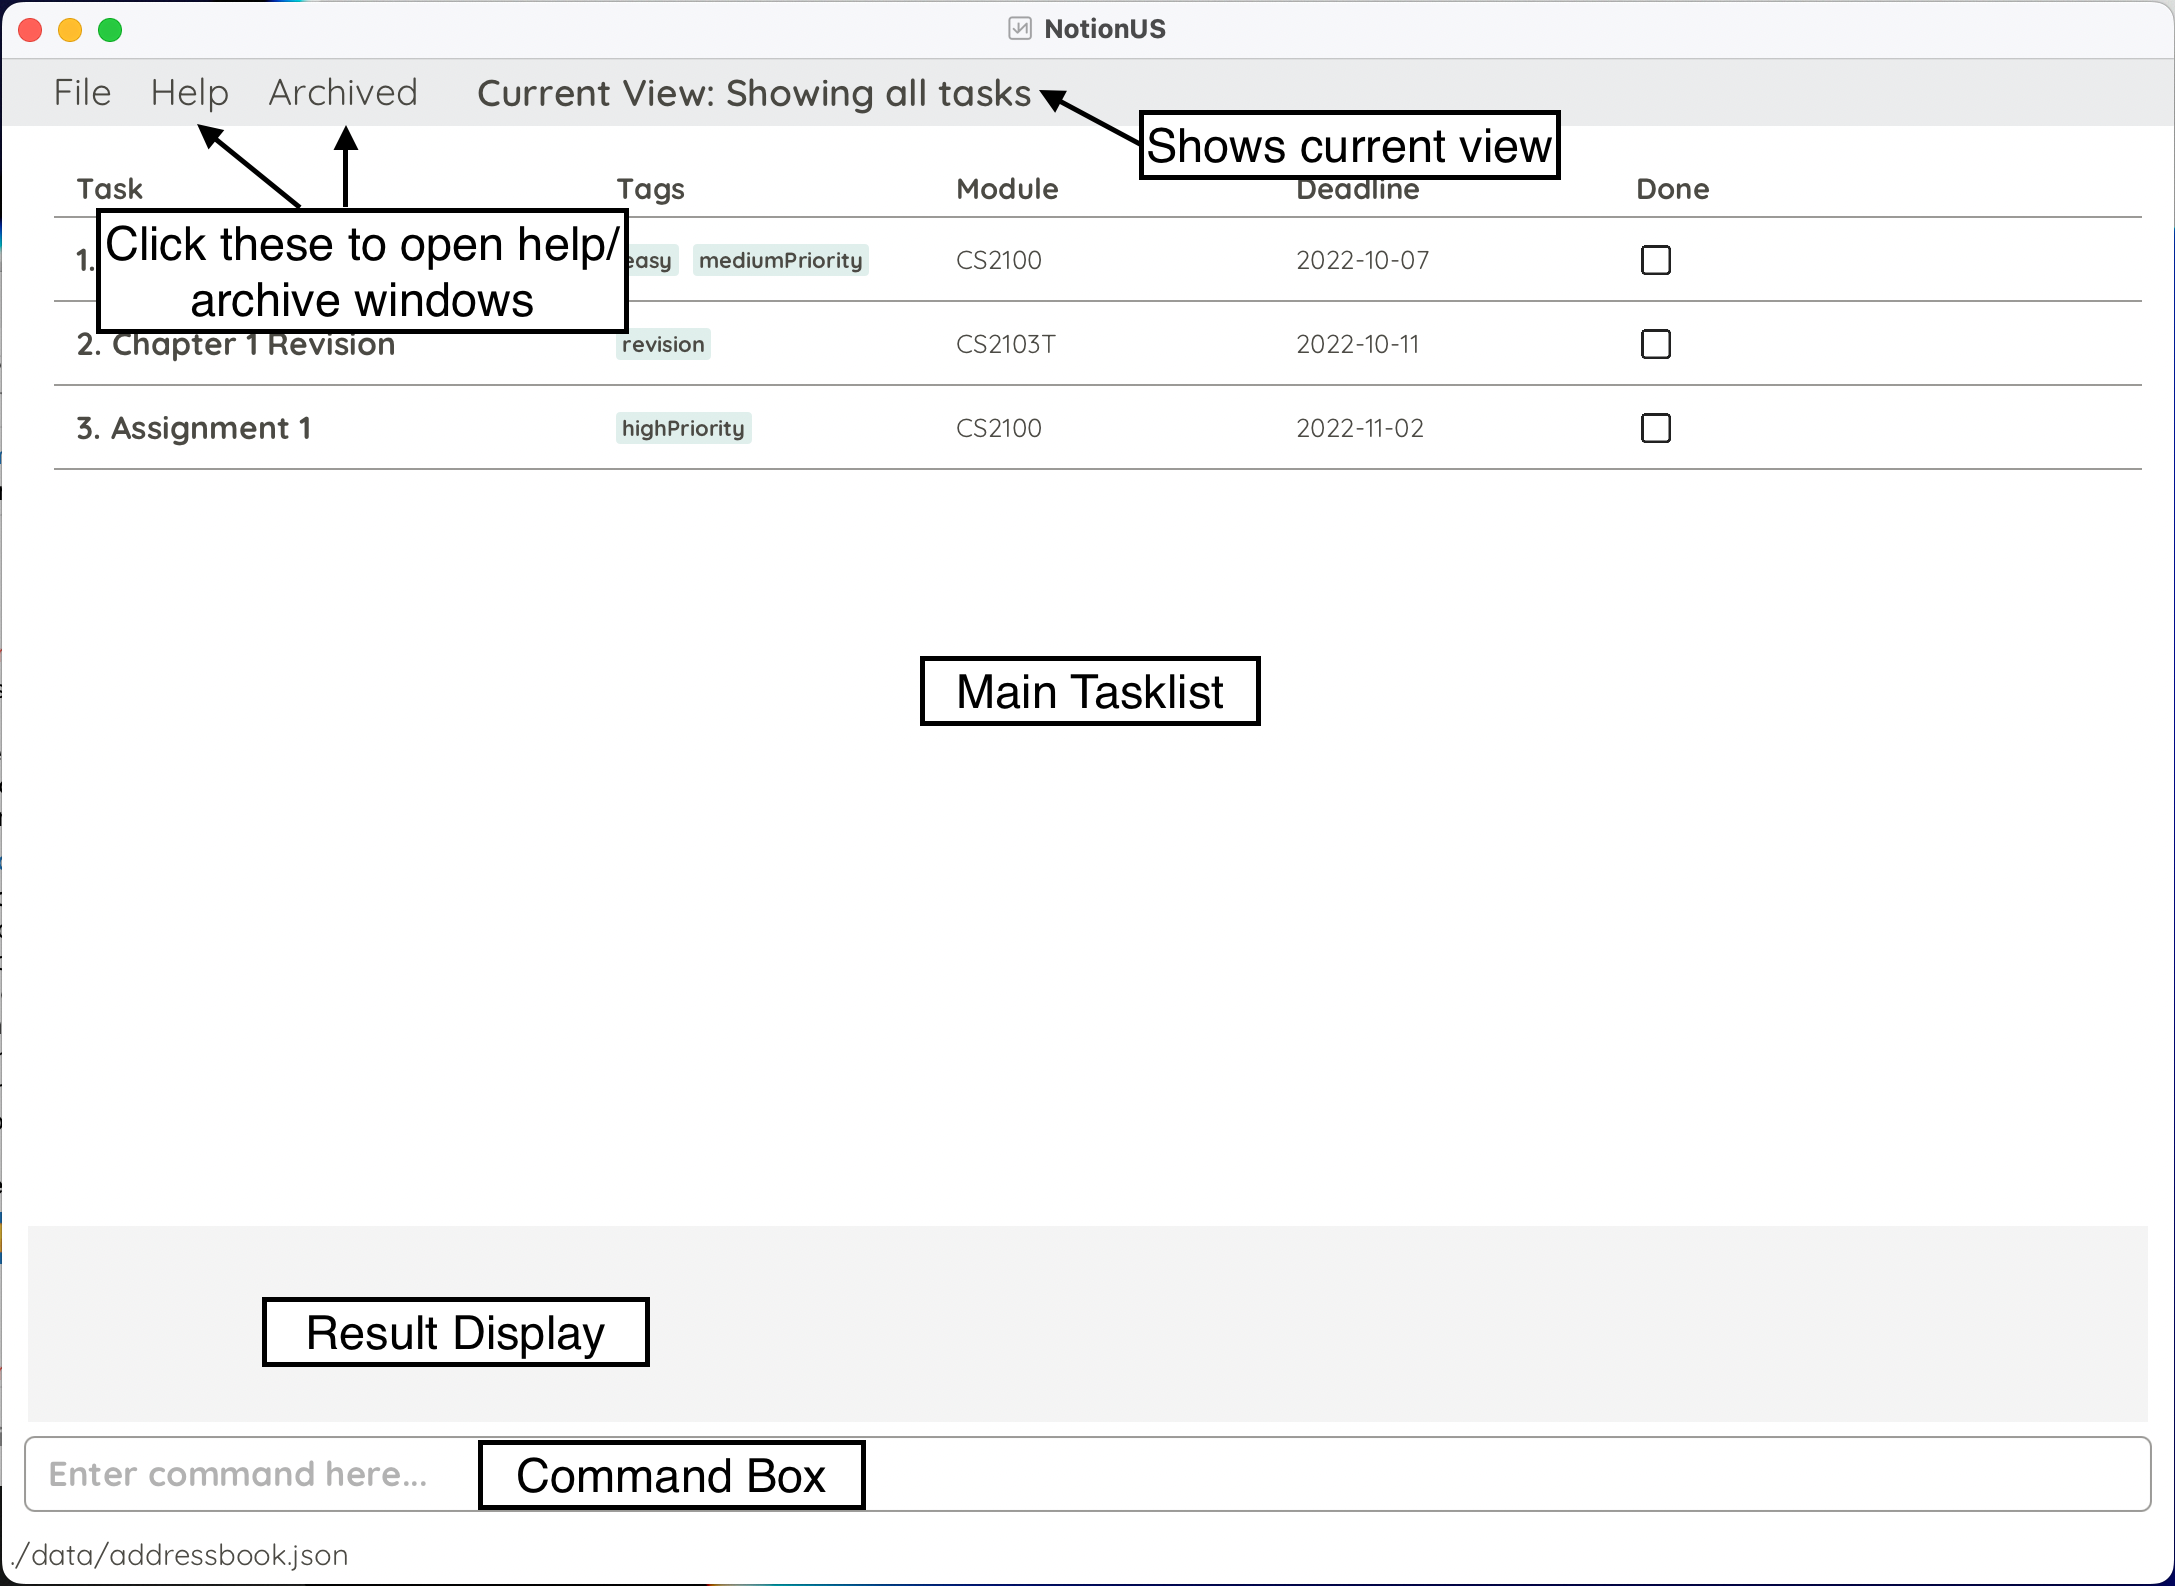 NotionUS
File Help Archived Current View: Showing all tasks
Shows current view
Task Tags Module Deadline Done
Click these to open help/
archive windows
1. easy mediumPriority CS2100 2022-10-07
2. Chapter 1 Revision revision CS2103T 2022-10-11
3. Assignment 1 highPriority CS2100 2022-11-02
Main Tasklist
Result Display
Enter command here...
Command Box
./data/addressbook.json